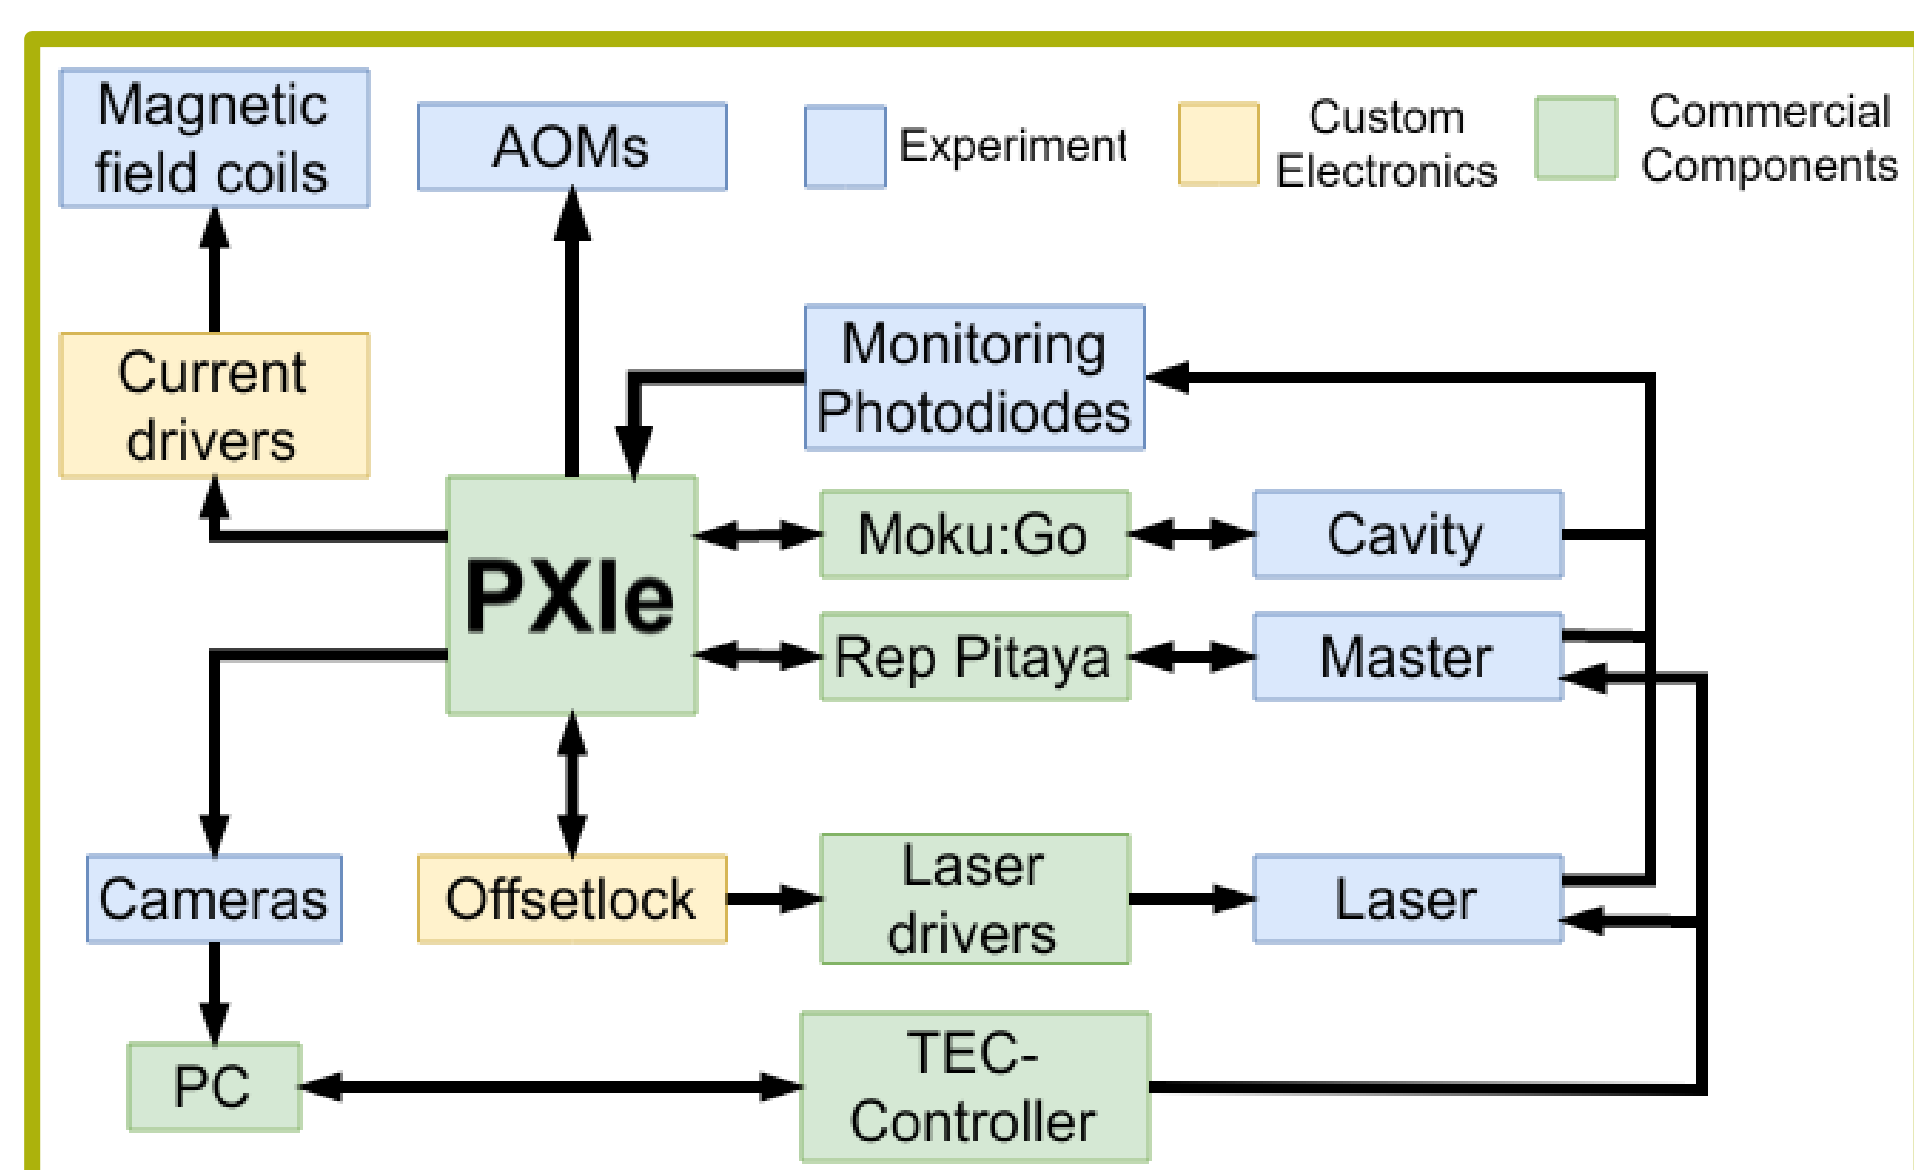 Magnetic
field coils
AOMs
Experiment
Custom
Electronics
Commercial
Components
Current
drivers
Monitoring
Photodiodes
PXIe
Moku:Go
Cavity
Rep Pitaya
Master
Cameras
Offsetlock
Laser
drivers
Laser
PC
TEC-
Controller